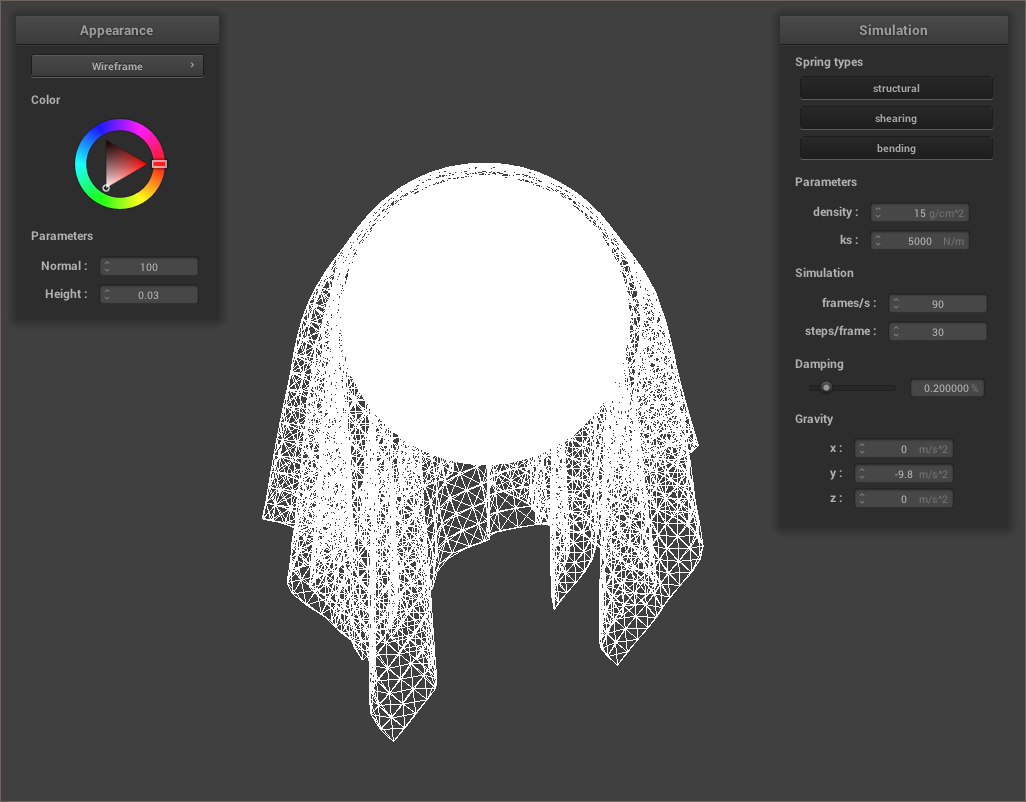 Appearance
Wireframe ›
Color
Parameters
Normal : 100
Height : 0.03
Simulation
Spring types
structural
shearing
bending
Parameters
density : 15 g/cm^2
ks : 5000 N/m
Simulation
frames/s : 90
steps/frame : 30
Damping
0.200000 %
Gravity
x : 0 m/s^2
y : -9.8 m/s^2
z : 0 m/s^2